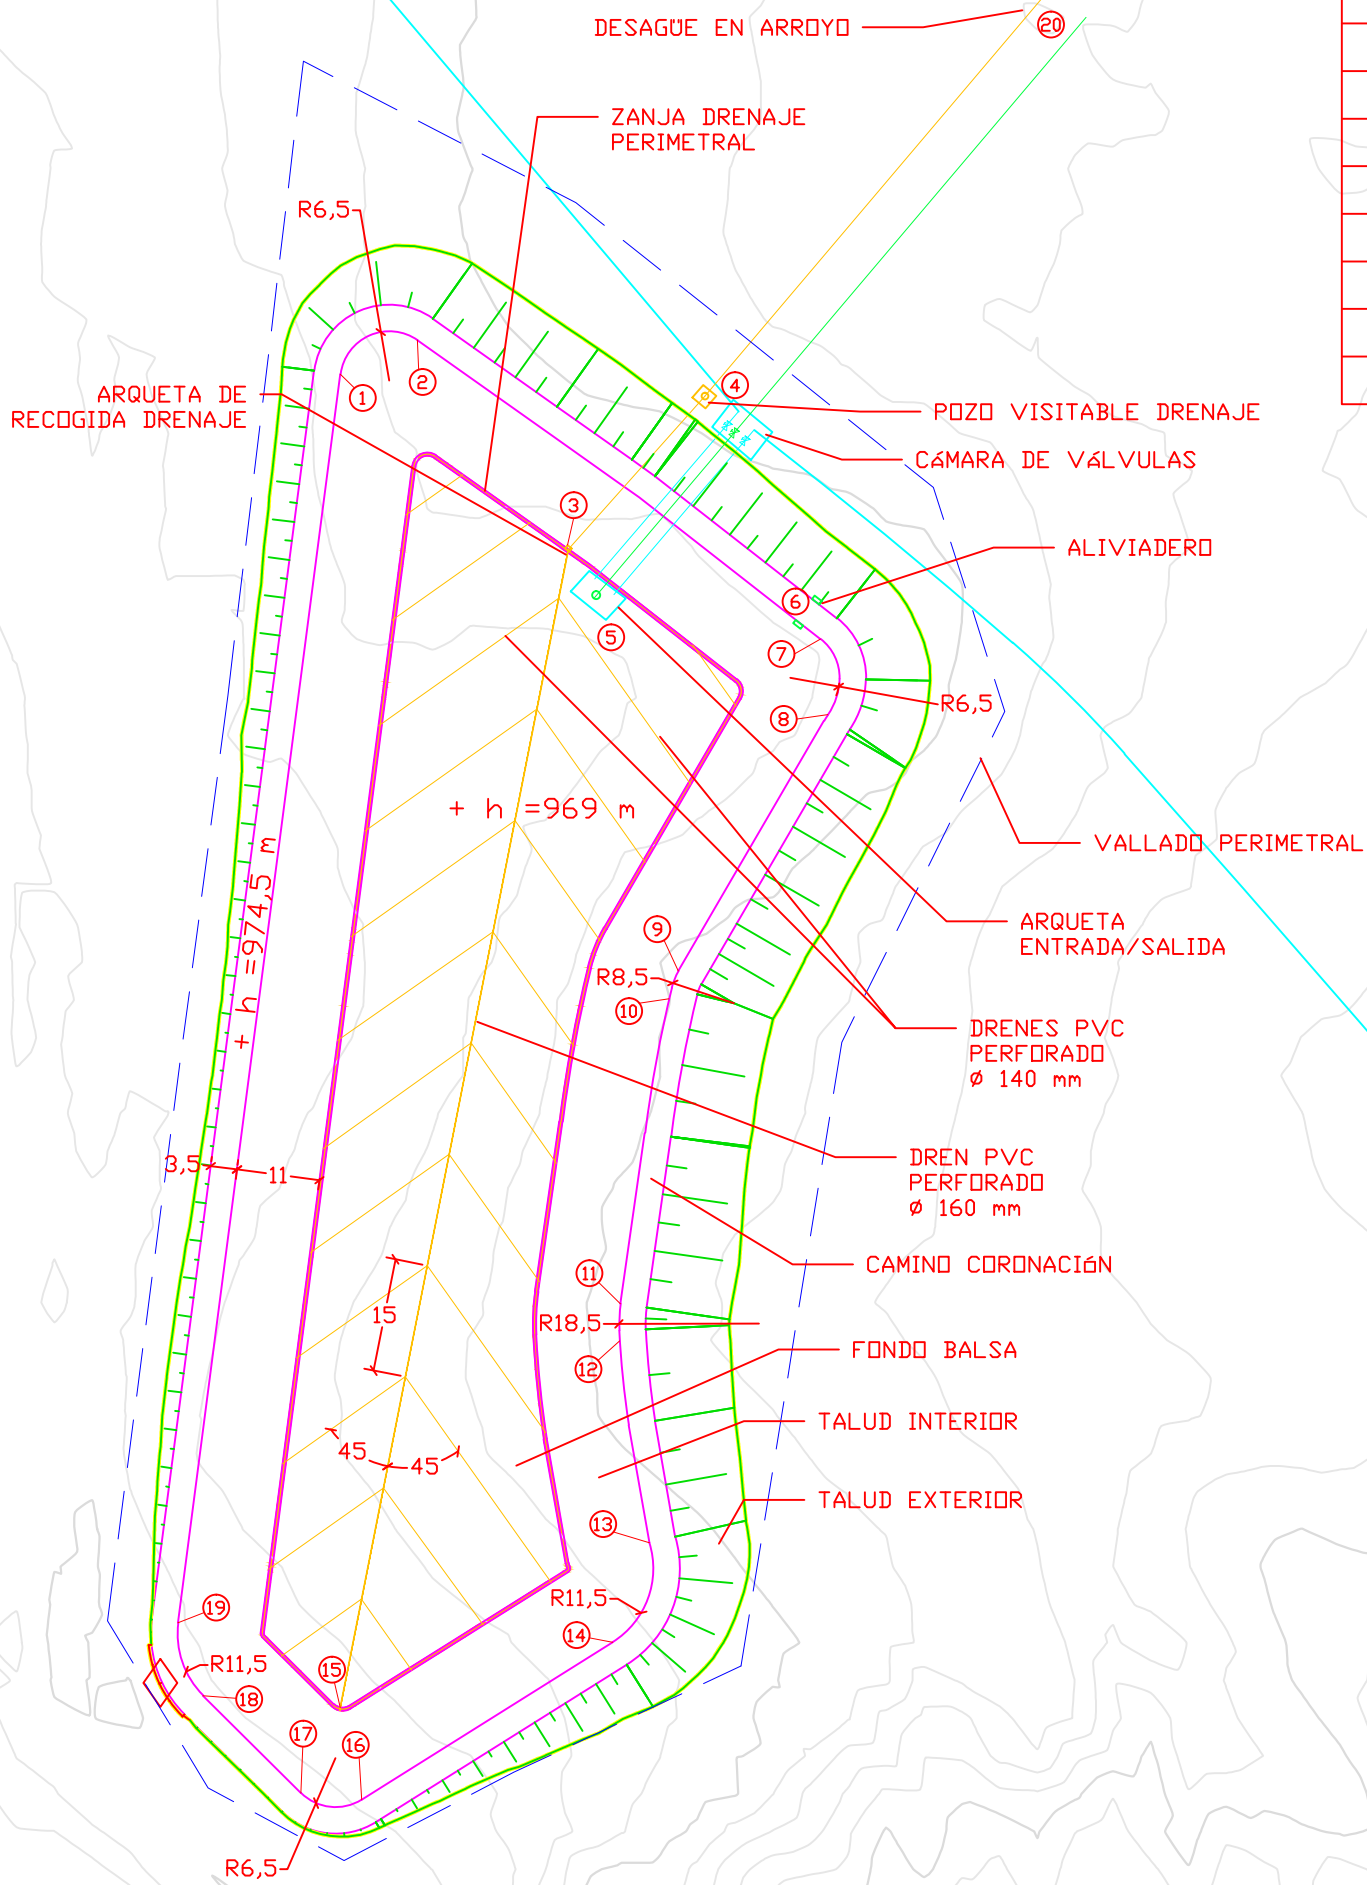 DESAGÜE EN ARROYO
20
ZANJA DRENAJE
PERIMETRAL
R6,5
1
2
4
ARQUETA DE
RECOGIDA DRENAJE
POZO VISITABLE DRENAJE
CáMARA DE VáLVULAS
3
ALIVIADERO
6
5
7
R6,5
8
+ h =969 m
VALLADO PERIMETRAL
+ h =974,5 m
9
ARQUETA
ENTRADA/SALIDA
R8,5
10
DRENES PVC
PERFORADO
Ø 140 mm
3,5
11
DREN PVC
PERFORADO
Ø 160 mm
CAMINO CORONACIóN
11
15
R18,5
FONDO BALSA
12
TALUD INTERIOR
45
45
TALUD EXTERIOR
13
R11,5
19
14
R11,5
15
18
17
16
R6,5